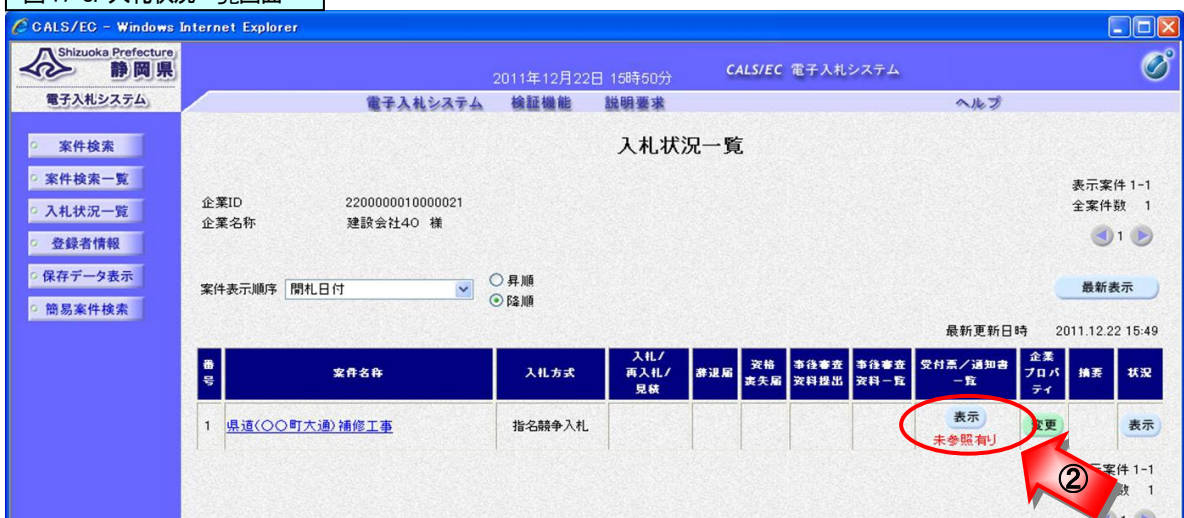 CALS/EC - Windows Internet Explorer
Shizuoka Prefecture
静岡県
電子入札システム
2011年12月22日 15時50分
CALS/EC 電子入札システム
電子入札システム 検証機能 説明要求 ヘルプ
案件検索
案件検索一覧
入札状況一覧
登録者情報
保存データ表示
簡易案件検索
入札状況一覧
企業ID 2200000010000021
企業名称 建設会社40 様
表示案件 1-1
全案件数 1
1
案件表示順序 開札日付
昇順
降順
最新表示
最新更新日時 2011.12.22 15:49
番号 案件名称 入札方式 入札/再入札/見積 辞退届 資格喪失届 事後審査資料提出 事後審査資料一覧 受付票/通知書一覧 企業プロパティ 摘要 状況
1 県道(〇〇町大通)補修工事 指名競争入札 表示 変更 表示
未参照有り
②
案件 1-1
数 1